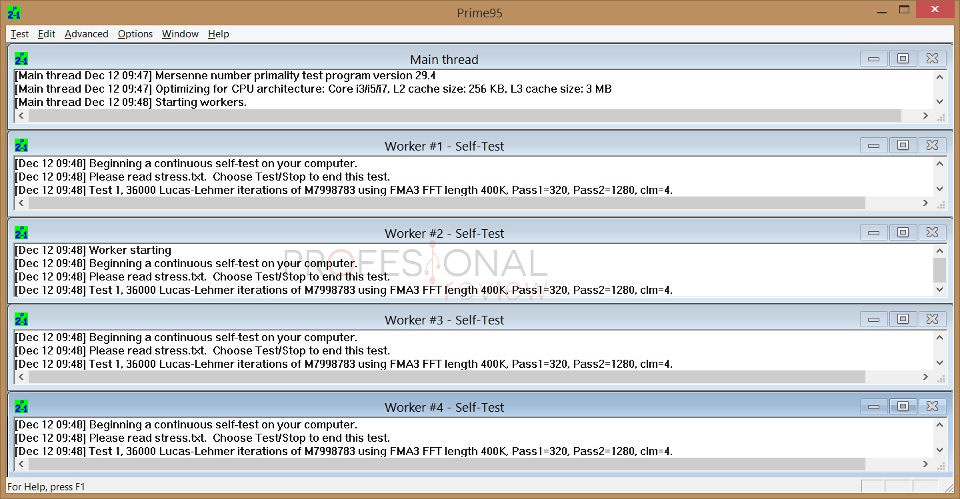 Prime95
Test Edit Advanced Options Window Help
Main thread
[Main thread Dec 12 09:47] Mersenne number primality test program version 29.4
[Main thread Dec 12 09:47] Optimizing for CPU architecture: Core i3/i5/i7, L2 cache size: 256 KB, L3 cache size: 3 MB
[Main thread Dec 12 09:48] Starting workers.
Worker #1 - Self-Test
[Dec 12 09:48] Beginning a continuous self-test on your computer.
[Dec 12 09:48] Please read stress.txt.  Choose Test/Stop to end this test.
[Dec 12 09:48] Test 1, 36000 Lucas-Lehmer iterations of M7998783 using FMA3 FFT length 400K, Pass1=320, Pass2=1280, clm=4.
Worker #2 - Self-Test
[Dec 12 09:48] Worker starting
[Dec 12 09:48] Beginning a continuous self-test on your computer.
[Dec 12 09:48] Please read stress.txt.  Choose Test/Stop to end this test.
[Dec 12 09:48] Test 1, 36000 Lucas-Lehmer iterations of M7998783 using FMA3 FFT length 400K, Pass1=320, Pass2=1280, clm=4.
PROFESIONAL
review
Worker #3 - Self-Test
[Dec 12 09:48] Beginning a continuous self-test on your computer.
[Dec 12 09:48] Please read stress.txt.  Choose Test/Stop to end this test.
[Dec 12 09:48] Test 1, 36000 Lucas-Lehmer iterations of M7998783 using FMA3 FFT length 400K, Pass1=320, Pass2=1280, clm=4.
Worker #4 - Self-Test
[Dec 12 09:48] Beginning a continuous self-test on your computer.
[Dec 12 09:48] Please read stress.txt.  Choose Test/Stop to end this test.
[Dec 12 09:48] Test 1, 36000 Lucas-Lehmer iterations of M7998783 using FMA3 FFT length 400K, Pass1=320, Pass2=1280, clm=4.
For Help, press F1